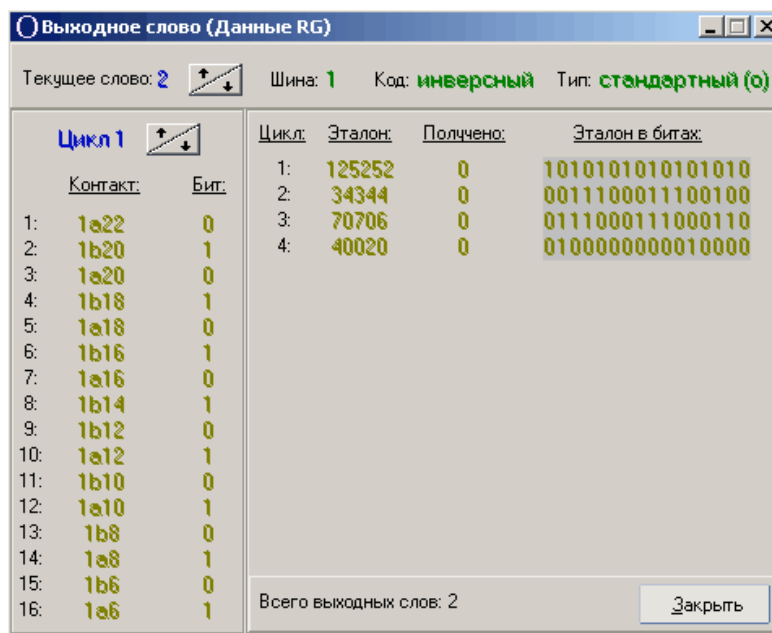 Выходное слово (Данные RG)
Текущее слово: 2 Шина: 1 Код: инверсный Тип: стандартный (о)
Цикл 1
Контакт: Бит:
1: 1a22 0
2: 1b20 1
3: 1a20 0
4: 1b18 1
5: 1a18 0
6: 1b16 1
7: 1a16 0
8: 1b14 1
9: 1b12 0
10: 1a12 1
11: 1b10 0
12: 1a10 1
13: 1b8 0
14: 1a8 1
15: 1b6 0
16: 1a6 1
Цикл: Эталон: Получено: Эталон в битах:
1: 125252 0 1010101010101010
2: 34344 0 0011100011100100
3: 70706 0 0111000111000110
4: 40020 0 0100000000010000
Всего выходных слов: 2 Закрыть